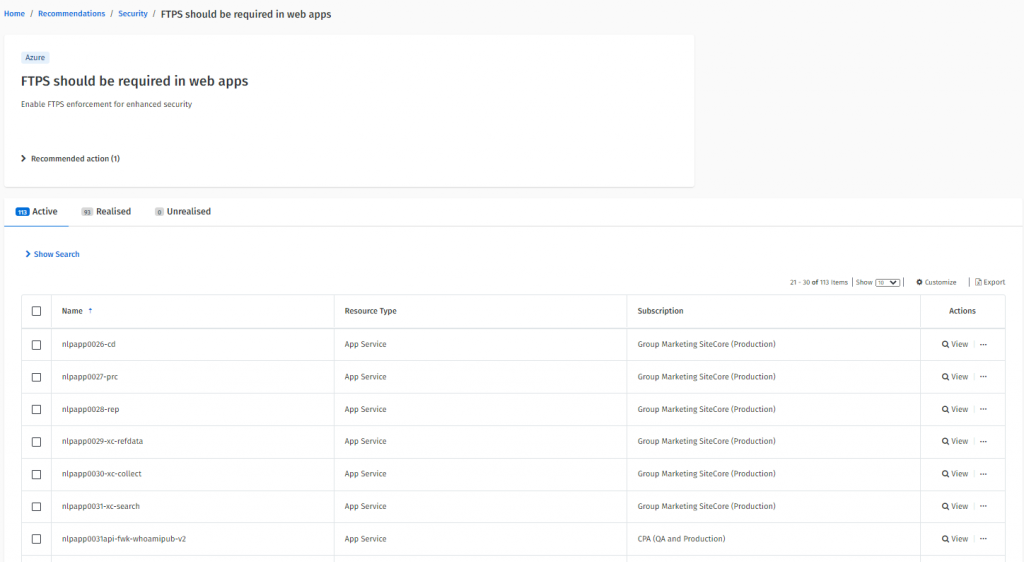 Home / Recommendations / Security / FTPS should be required in web apps
Azure
FTPS should be required in web apps
Enable FTPS enforcement for enhanced security
Recommended action (1)
113 Active 93 Realised 0 Unrealised
Show Search
21 - 30 of 113 Items | Show 10 | Customize | Export
Name ↑ Resource Type Subscription Actions
nlpapp0026-cd App Service Group Marketing SiteCore (Production) View ...
nlpapp0027-prc App Service Group Marketing SiteCore (Production) View ...
nlpapp0028-rep App Service Group Marketing SiteCore (Production) View ...
nlpapp0029-xc-refdata App Service Group Marketing SiteCore (Production) View ...
nlpapp0030-xc-collect App Service Group Marketing SiteCore (Production) View ...
nlpapp0031-xc-search App Service Group Marketing SiteCore (Production) View ...
nlpapp0031api-fwk-whoamipub-v2 App Service CPA (QA and Production) View ...